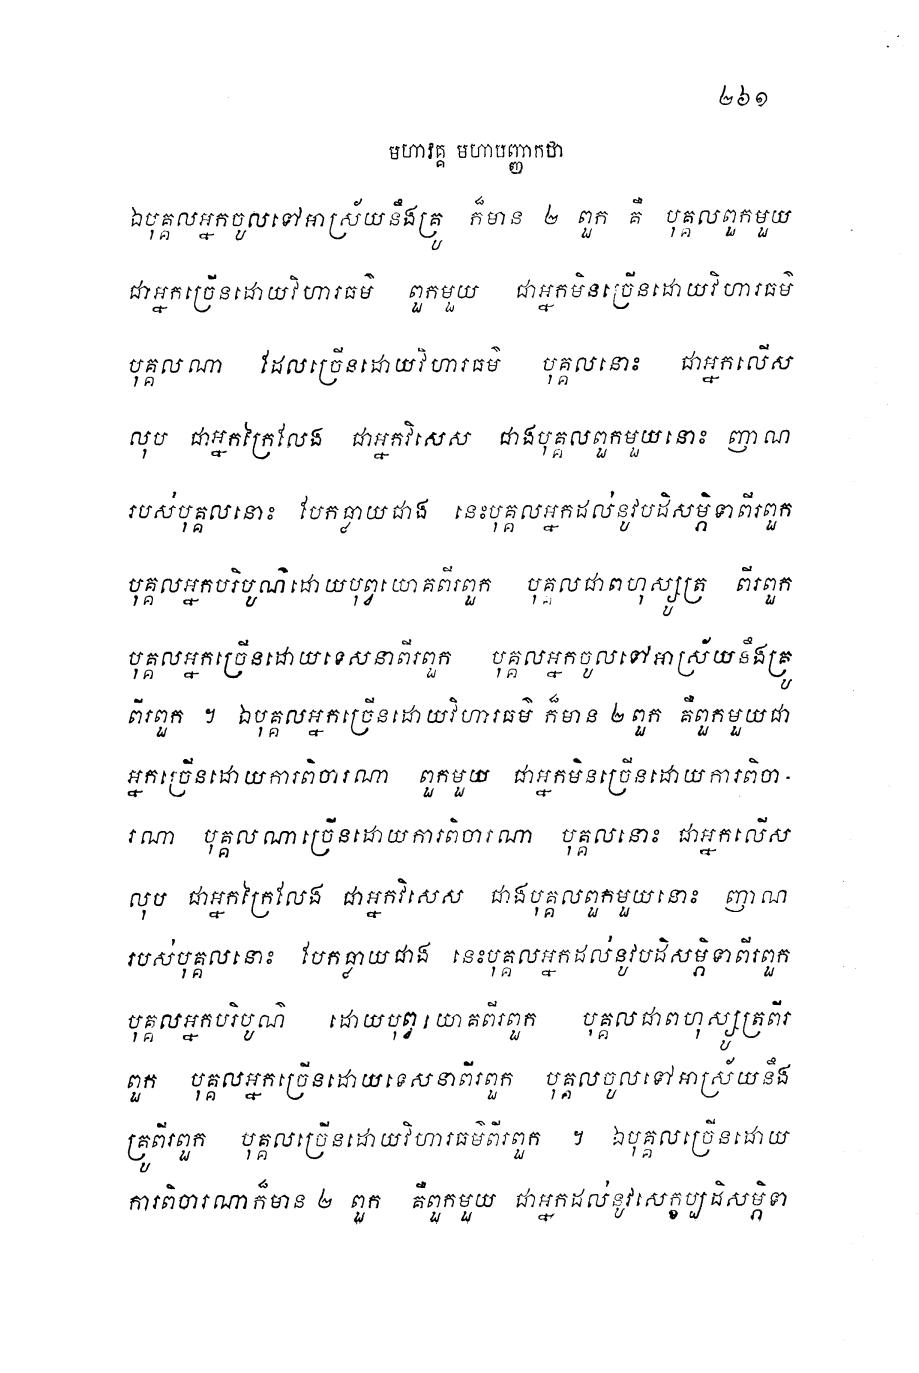 ២៦១
មហាវគ្គ មហាបញ្ញាកថា
ឯបុគ្គលអ្នកចូលទៅអាស្រ័យនឹងគ្រូ ក៏មាន ២ ពួក គឺ បុគ្គលពួកមួយ
ជាអ្នកច្រើនដោយវិហារធម៌ ពួកមួយ ជាអ្នកមិនច្រើនដោយវិហារធម៌
បុគ្គលណា ដែលច្រើនដោយវិហារធម៌ បុគ្គលនោះ ជាអ្នកលើស
លុប ជាអ្នកក្រៃលែង ជាអ្នកវិសេស ជាងបុគ្គលពួកមួយនោះ ញាណ
របស់បុគ្គលនោះ បែកធ្លាយជាង នេះបុគ្គលអ្នកដល់នូវបដិសម្ភិទាពីរពួក
បុគ្គលអ្នកបរិបូណ៌ដោយបុព្វយោគពីរពួក បុគ្គលជាពហុស្សូត្រ ពីរពួក
បុគ្គលអ្នកច្រើនដោយទេសនាពីរពួក បុគ្គលអ្នកចូលទៅអាស្រ័យនឹងគ្រូ
ពីរពួក ។ ឯបុគ្គលអ្នកច្រើនដោយវិហារធម៌ ក៏មាន ២ ពួក គឺពួកមួយជា
អ្នកច្រើនដោយការពិចារណា ពួកមួយ ជាអ្នកមិនច្រើនដោយការពិចា-
រណា បុគ្គលណាច្រើនដោយការពិចារណា បុគ្គលនោះ ជាអ្នកលើស
លុប ជាអ្នកក្រៃលែង ជាអ្នកវិសេស ជាងបុគ្គលពួកមួយនោះ ញាណ
របស់បុគ្គលនោះ បែកធ្លាយជាង នេះបុគ្គលអ្នកដល់នូវបដិសម្ភិទាពីរពួក
បុគ្គលអ្នកបរិបូណ៌ ដោយបុព្វយោគពីរពួក បុគ្គលជាពហុស្សូត្រពីរ
ពួក បុគ្គលអ្នកច្រើនដោយទេសនាពីរពួក បុគ្គលចូលទៅអាស្រ័យនឹង
គ្រូពីរពួក បុគ្គលច្រើនដោយវិហារធម៌ពីរពួក ។ ឯបុគ្គលច្រើនដោយ
ការពិចារណាក៏មាន ២ ពួក គឺពួកមួយ ជាអ្នកដល់នូវសេក្ខប្បដិសម្ភិទា